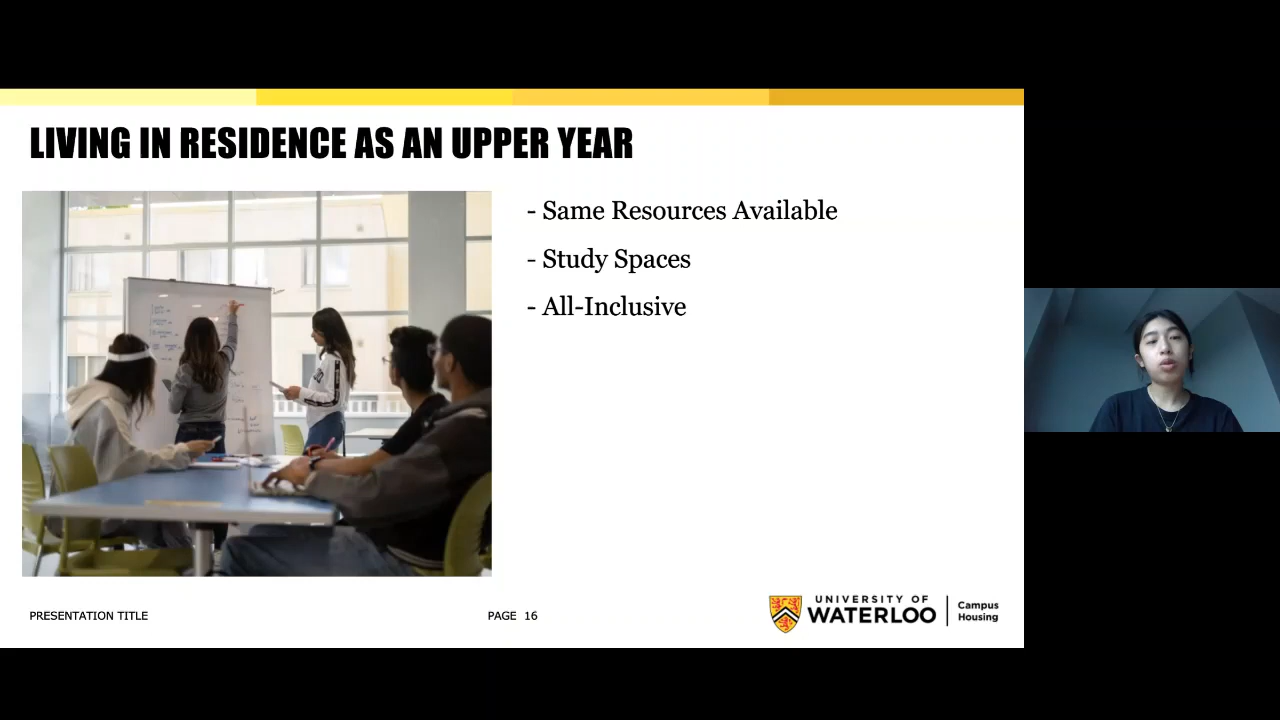 LIVING IN RESIDENCE AS AN UPPER YEAR
- Same Resources Available
- Study Spaces
- All-Inclusive
PRESENTATION TITLE
PAGE 16
UNIVERSITY OF
WATERLOO
Campus
Housing